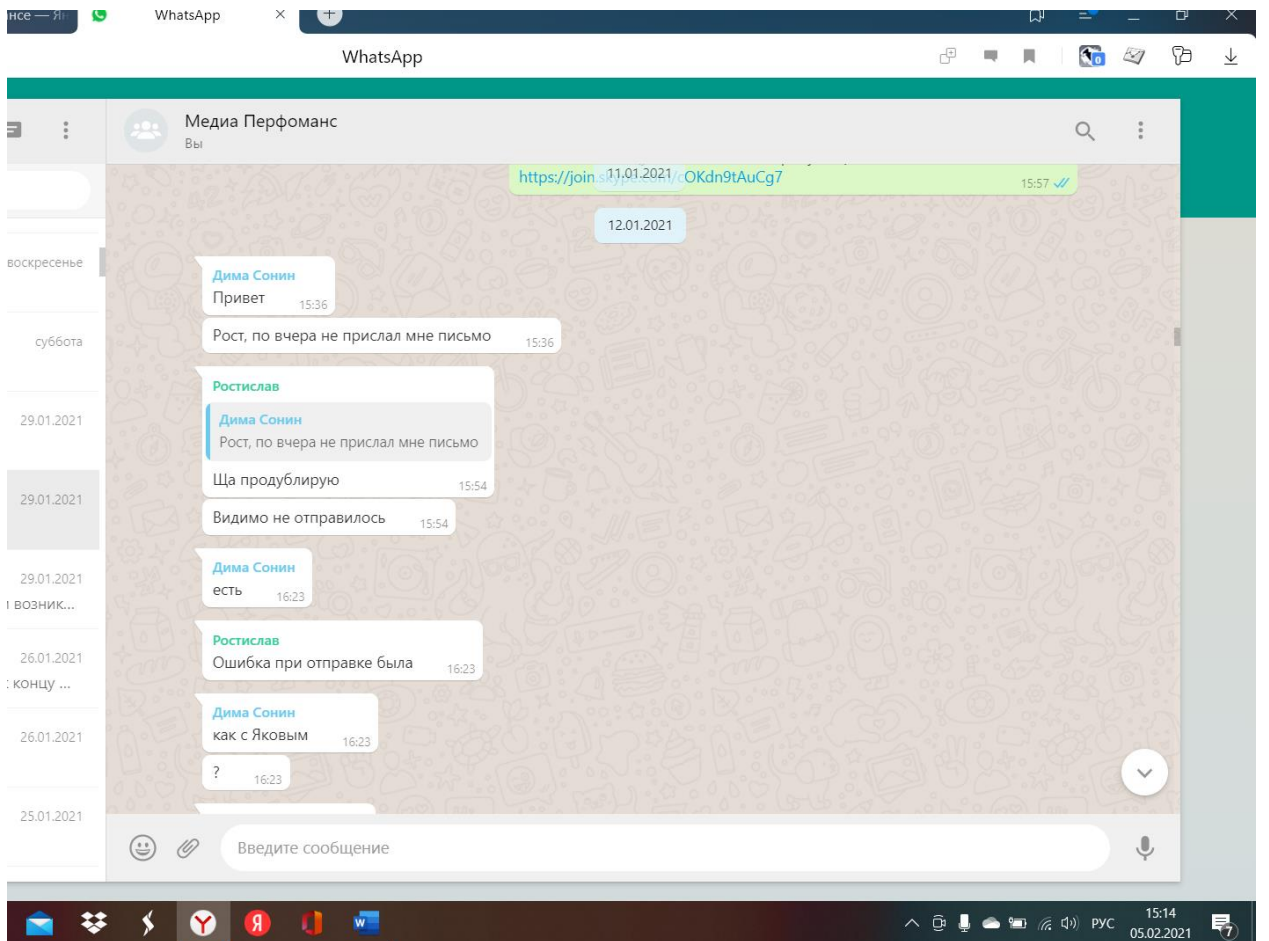 нсе — Ян
WhatsApp
WhatsApp
Медиа Перфоманс
Вы
11.01.2021
15:57
12.01.2021
воскресенье
Дима Сонин
Привет 15:36
Рост, по вчера не прислал мне письмо 15:36
суббота
Ростислав
Дима Сонин
Рост, по вчера не прислал мне письмо
29.01.2021
Ща продублирую 15:54
29.01.2021
Видимо не отправилось 15:54
Дима Сонин
есть 16:23
29.01.2021
возник...
Ростислав
Ошибка при отправке была 16:23
26.01.2021
концу ...
Дима Сонин
как с Яковым 16:23
26.01.2021
? 16:23
25.01.2021
Введите сообщение
РУС
15:14
05.02.2021
7